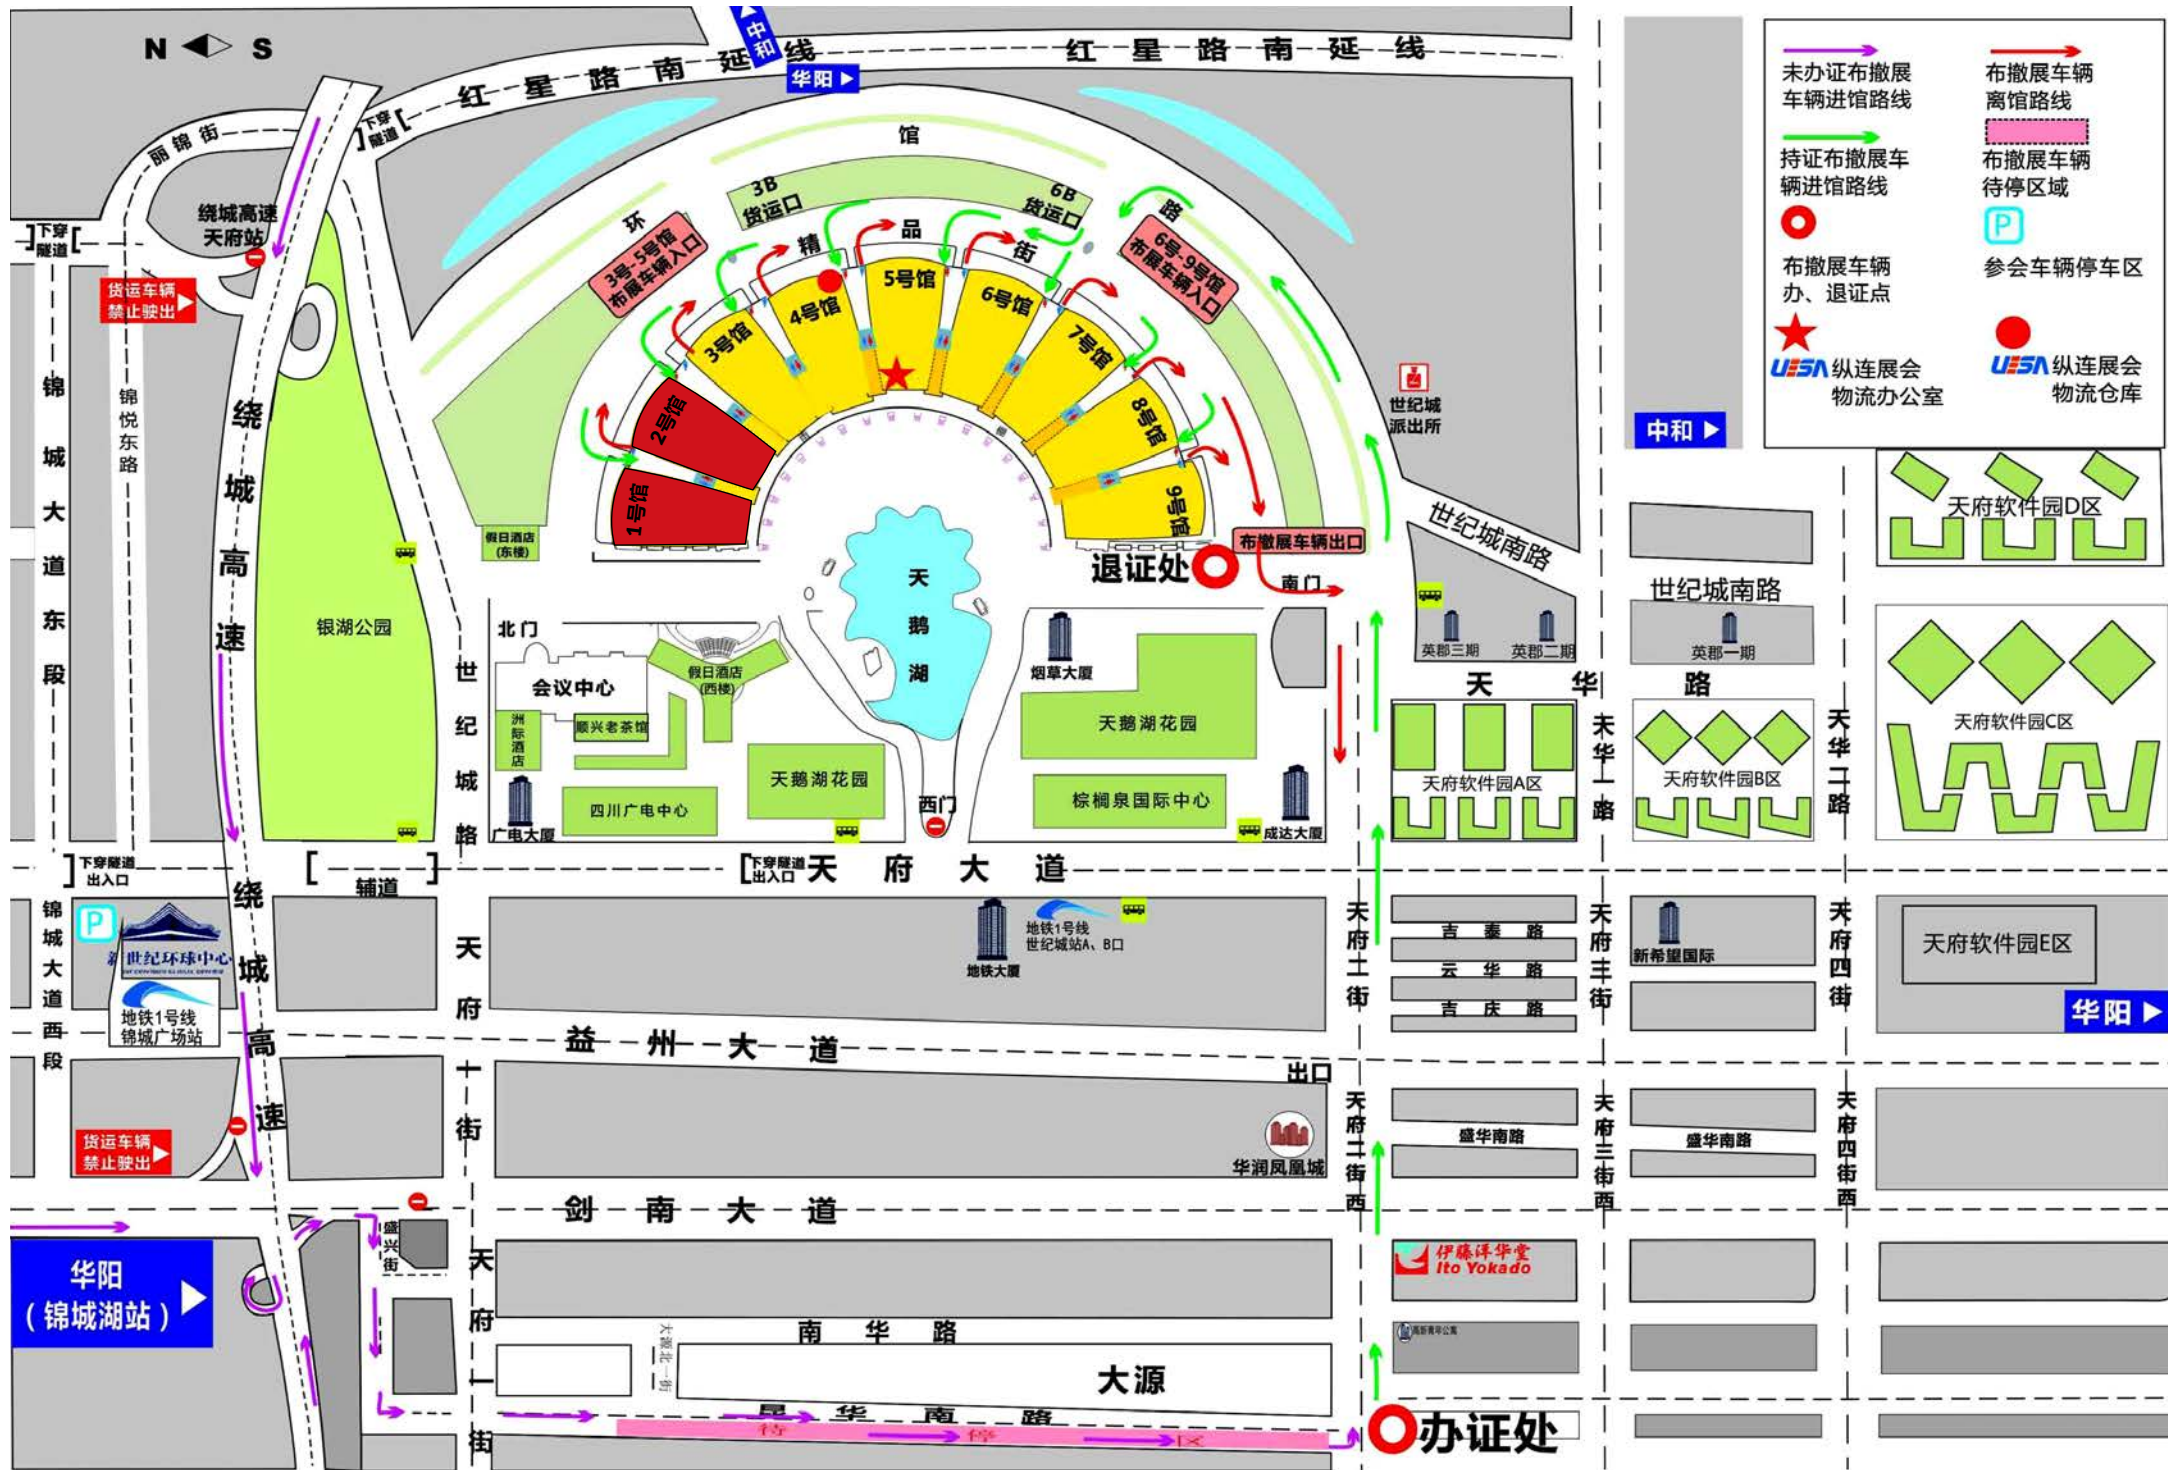 N S
中和
华阳
红星路南延线
红星路南延线
下穿
隧道
丽锦街
绕城高速
天府站
下穿
隧道
货运车辆
禁止驶出
锦城大道东段
锦悦东路
绕城高速
银湖公园
环
馆
路
3B
货运口
6B
货运口
3号-5号馆
布展车辆入口
6号-9号馆
布展车辆入口
精品街
1号馆
2号馆
3号馆
4号馆
5号馆
6号馆
7号馆
8号馆
9号馆
假日酒店
(东楼)
布撤展车辆出口
退证处
南门
世纪城
派出所
世纪城南路
世纪城南路
中和
未办证布撤展
车辆进馆路线
布撤展车辆
离馆路线
持证布撤展车
辆进馆路线
布撤展车辆
待停区域
P
布撤展车辆
办、退证点
参会车辆停车区
UESA 纵连展会
物流办公室
UESA 纵连展会
物流仓库
天府软件园D区
天鹅湖
北门
会议中心
假日酒店
(西楼)
洲际酒店
顺兴老茶馆
世纪城路
广电大厦
四川广电中心
天鹅湖花园
西门
烟草大厦
天鹅湖花园
棕榈泉国际中心
成达大厦
英郡三期
英郡二期
英郡一期
天华路
天府软件园A区
天华一路
天府软件园B区
天华二路
天府软件园C区
下穿隧道
出入口
辅道
下穿隧道
出入口
天府大道
锦城大道西段
P
新世纪环球中心
地铁1号线
锦城广场站
绕城高速
天府一街
地铁大厦
地铁1号线
世纪城站A、B口
天府二街
吉泰路
云华路
吉庆路
天府三街
新希望国际
天府四街
天府软件园E区
华阳
益州大道
出口
华润凤凰城
天府二街西
盛华南路
天府三街西
盛华南路
天府四街西
货运车辆
禁止驶出
剑南大道
盛兴街
华阳
(锦城湖站)
天府一街
伊藤洋华堂
Ito Yokado
南华路
大源北一街
大源
昆华南路
待停区
办证处